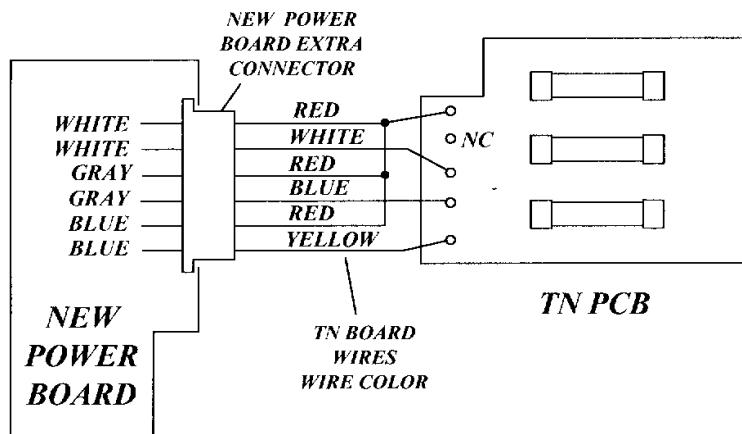 NEW POWER
BOARD EXTRA
CONNECTOR
RED
WHITE
WHITE
WHITE
NC
RED
GRAY
BLUE
GRAY
RED
BLUE
YELLOW
BLUE
NEW
POWER
BOARD
TN BOARD
WIRES
WIRE COLOR
TN PCB